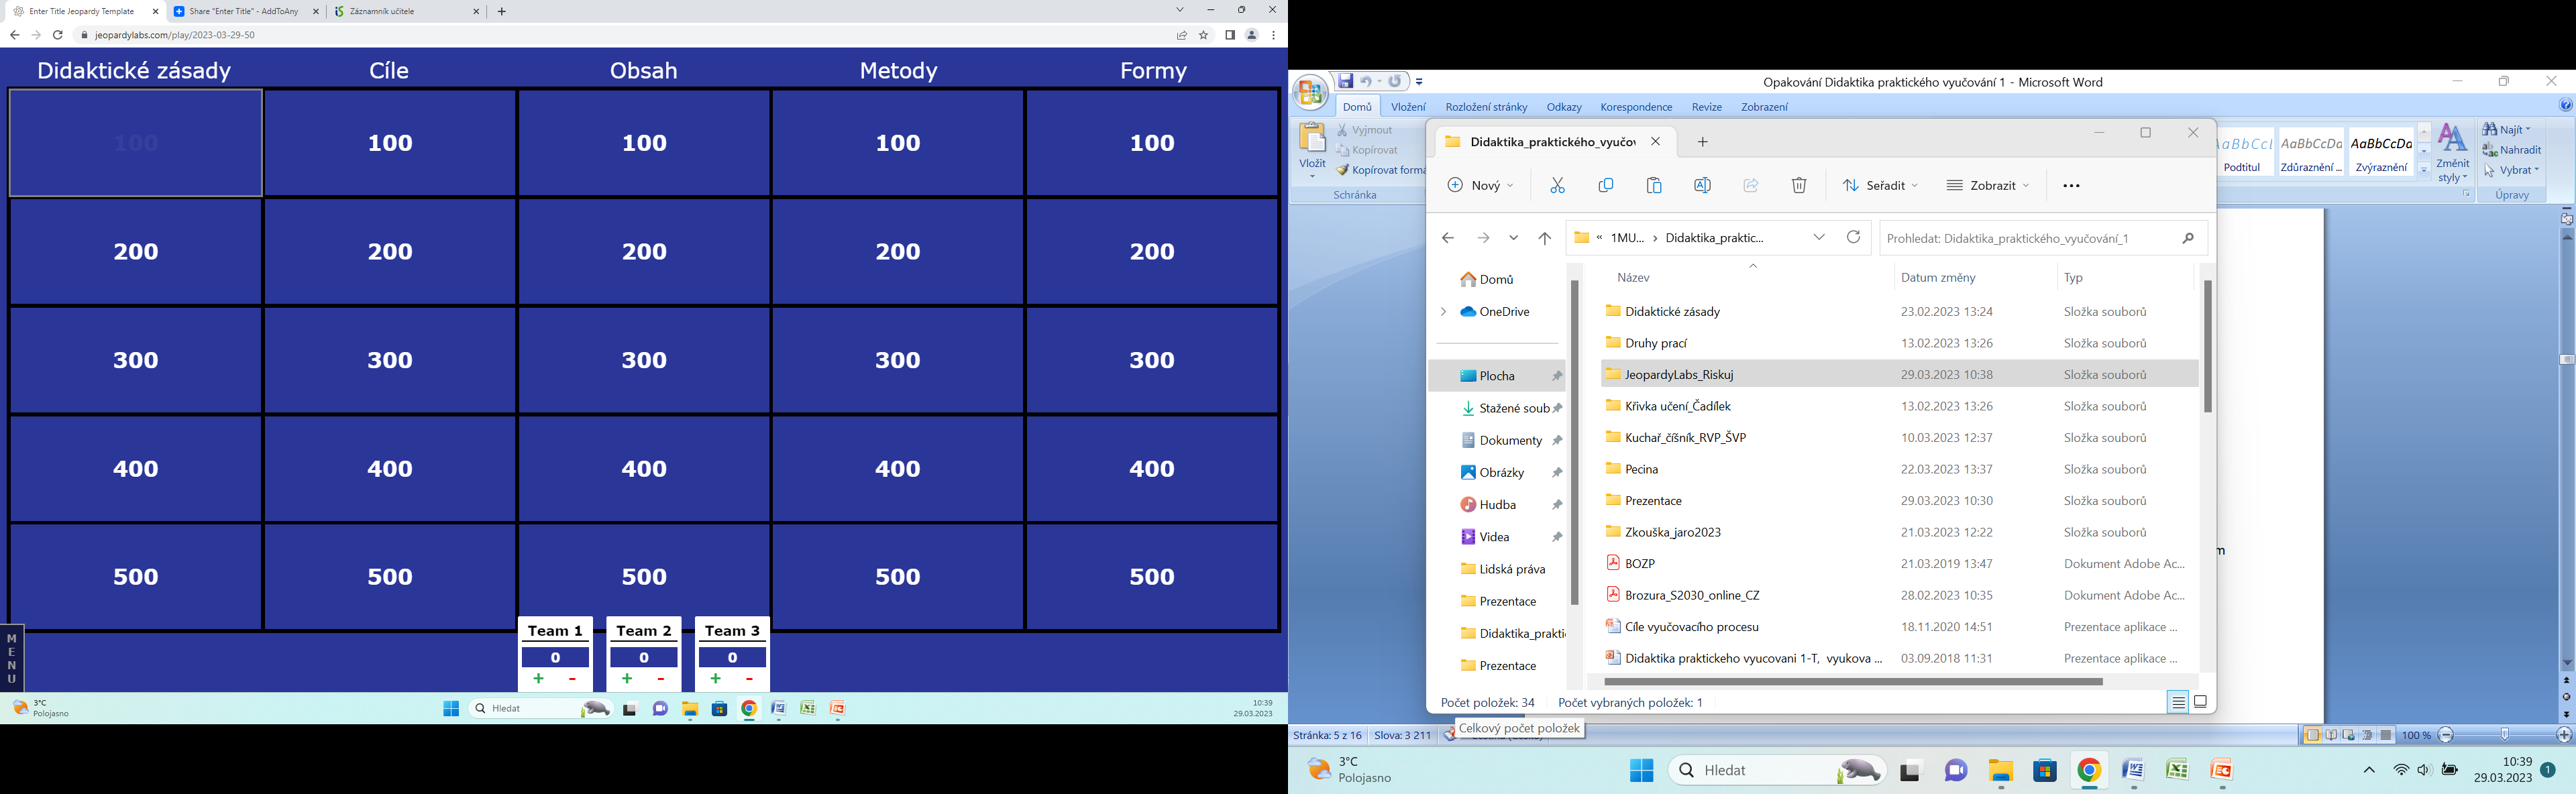 Enter Title Jeopardy Template
Share "Enter Title" - AddToAny
Záznamník učitele
jeopardylabs.com/play/2023-03-29-50
Didaktické zásady Cíle Obsah Metody Formy
100 100 100 100 100
200 200 200 200 200
300 300 300 300 300
400 400 400 400 400
500 500 500 500 500
Team 1 Team 2 Team 3
0 0 0
+ - + - + -
MENU
3°C
Polojasno
Hledat
10:39
29.03.2023
Opakování Didaktika praktického vyučování 1 - Microsoft Word
Domů Vložení Rozložení stránky Odkazy Korespondence Revize Zobrazení
Vložit
Vyjmout
Kopírovat
Kopírovat formá
Schránka
AaBbCcL AaBbCcDa AaBbCcDa
Podtitul Zdůraznění ... Zvýraznění
Změnit
styly
Najít
Nahradit
Vybrat
Úpravy
Didaktika_praktického_vyučov
Nový Seřadit Zobrazit
« 1MU... › Didaktika_praktic...
Prohledat: Didaktika_praktického_vyučování_1
Domů
OneDrive
Plocha
Stažené soub
Dokumenty
Obrázky
Hudba
Videa
Lidská práva
Prezentace
Didaktika_prakti
Prezentace
Název Datum změny Typ
Didaktické zásady 23.02.2023 13:24 Složka souborů
Druhy prací 13.02.2023 13:26 Složka souborů
JeopardyLabs_Riskuj 29.03.2023 10:38 Složka souborů
Křivka učení_Čadílek 13.02.2023 13:26 Složka souborů
Kuchař_číšník_RVP_ŠVP 10.03.2023 12:37 Složka souborů
Pecina 22.03.2023 13:37 Složka souborů
Prezentace 29.03.2023 10:30 Složka souborů
Zkouška_jaro2023 21.03.2023 12:22 Složka souborů
BOZP 21.03.2019 13:47 Dokument Adobe Ac...
Brozura_S2030_online_CZ 28.02.2023 10:35 Dokument Adobe Ac...
Cíle vyučovacího procesu 18.11.2020 14:51 Prezentace aplikace ...
Didaktika praktickeho vyucovani 1-T, vyukova ... 03.09.2018 11:31 Prezentace aplikace ...
Počet položek: 34 Počet vybraných položek: 1
Celkový počet položek
m
Stránka: 5 z 16 Slova: 3 211
100 %
3°C
Polojasno
Hledat
10:39
29.03.2023
1